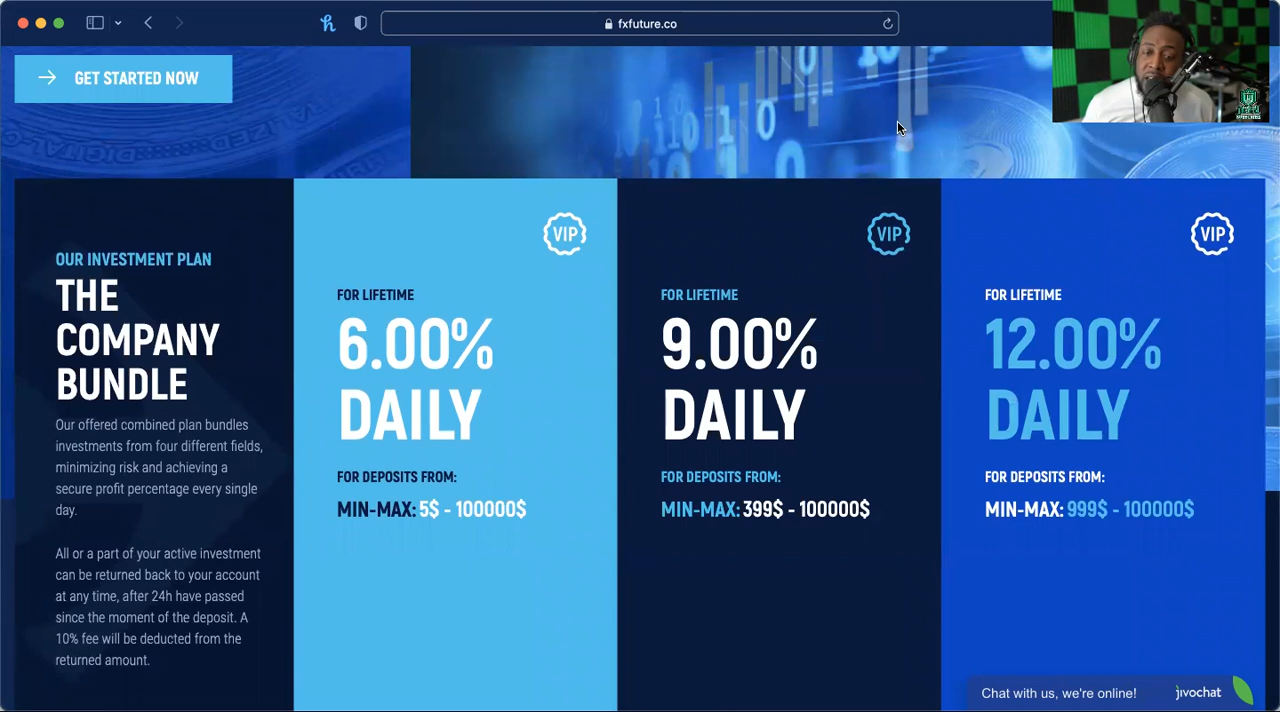 fxfuture.co
GET STARTED NOW
OUR INVESTMENT PLAN
THE
COMPANY
BUNDLE
Our offered combined plan bundles
investments from four different fields,
minimizing risk and achieving a
secure profit percentage every single
day.
All or a part of your active investment
can be returned back to your account
at any time, after 24h have passed
since the moment of the deposit. A
10% fee will be deducted from the
returned amount.
VIP
FOR LIFETIME
6.00%
DAILY
FOR DEPOSITS FROM:
MIN-MAX: 5$ - 100000$
VIP
FOR LIFETIME
9.00%
DAILY
FOR DEPOSITS FROM:
MIN-MAX: 399$ - 100000$
VIP
FOR LIFETIME
12.00%
DAILY
FOR DEPOSITS FROM:
MIN-MAX: 999$ - 100000$
Chat with us, we're online! jivochat